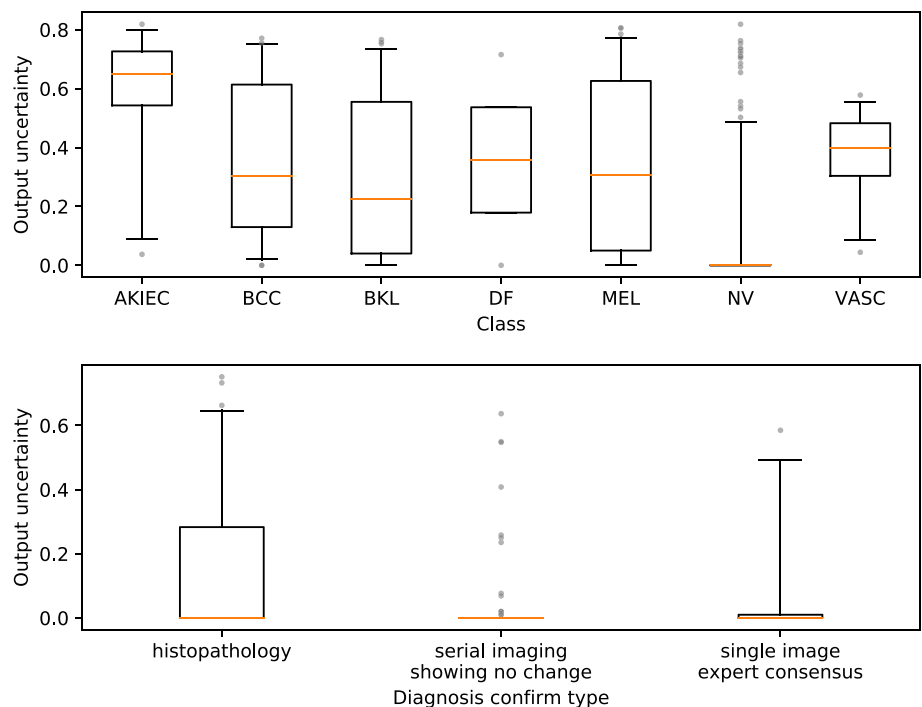 Output uncertainty
0.8
0.6
0.4
0.2
0.0
AKIEC BCC BKL DF MEL NV VASC
Class
Output uncertainty
0.6
0.4
0.2
0.0
histopathology serial imaging single image
showing no change expert consensus
Diagnosis confirm type